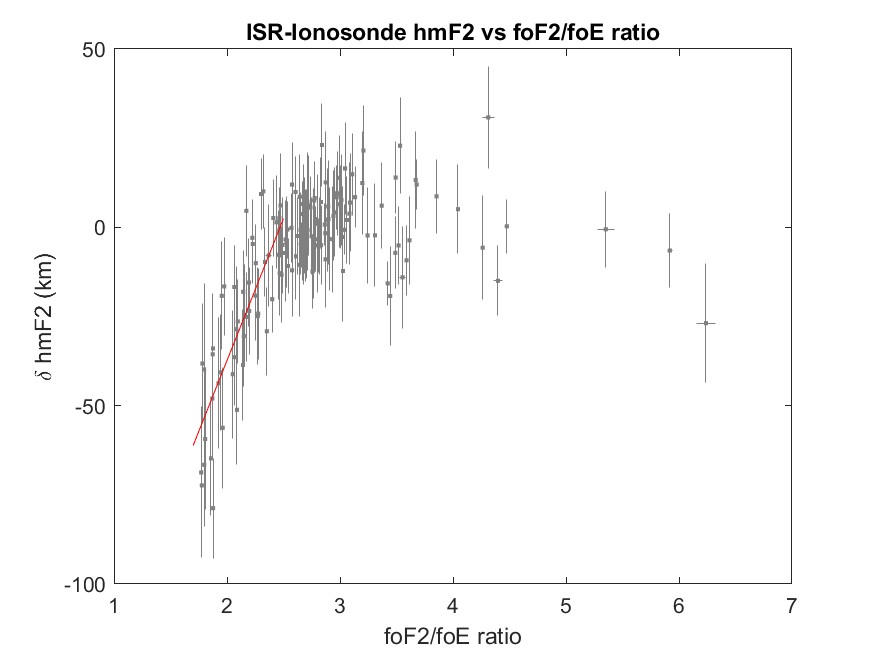 ISR-Ionosonde hmF2 vs foF2/foE ratio
50
0
-50
-100
δ hmF2 (km)
1 2 3 4 5 6 7
foF2/foE ratio